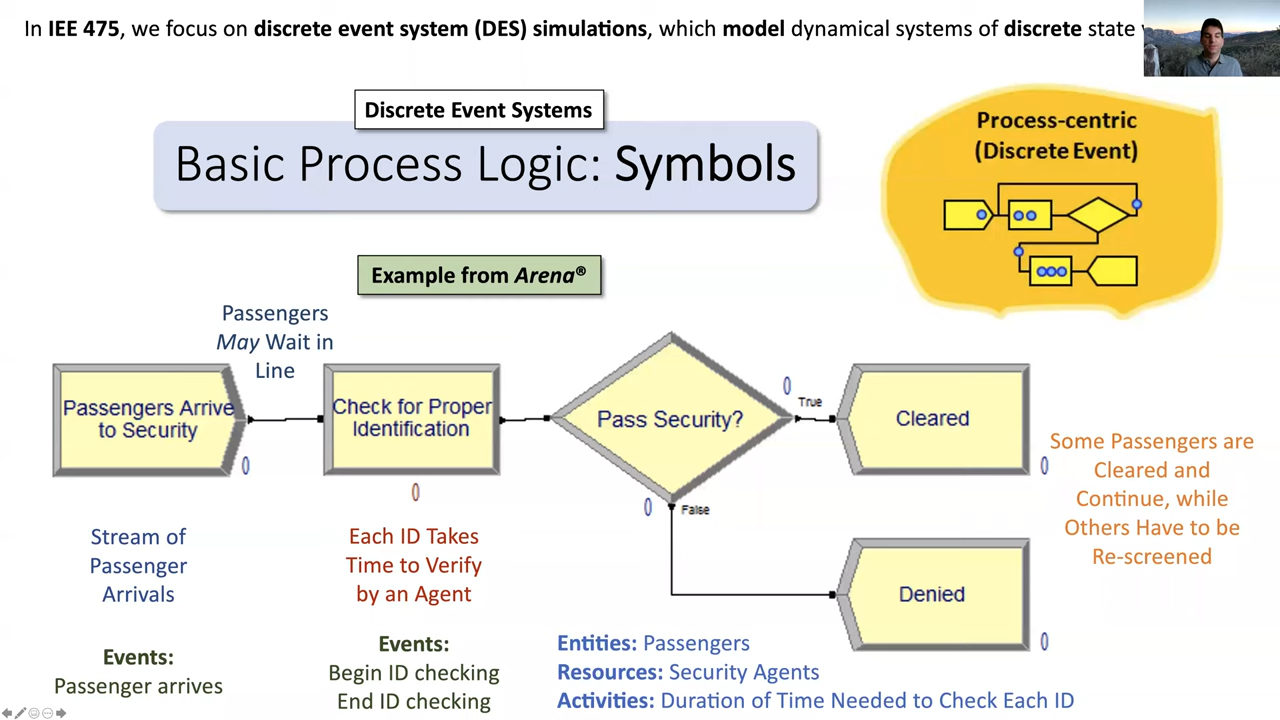 In IEE 475, we focus on discrete event system (DES) simulations, which model dynamical systems of discrete state
Discrete Event Systems
Basic Process Logic: Symbols
Process-centric
(Discrete Event)
Example from Arena®
Passengers
May Wait in
Line
Passengers Arrive
to Security
0
Check for Proper
Identification
0
Pass Security?
0
True
0
False
Cleared
0
Denied
0
Some Passengers are
Cleared and
Continue, while
Others Have to be
Re-screened
Stream of
Passenger
Arrivals
Each ID Takes
Time to Verify
by an Agent
Events:
Passenger arrives
Events:
Begin ID checking
End ID checking
Entities: Passengers
Resources: Security Agents
Activities: Duration of Time Needed to Check Each ID